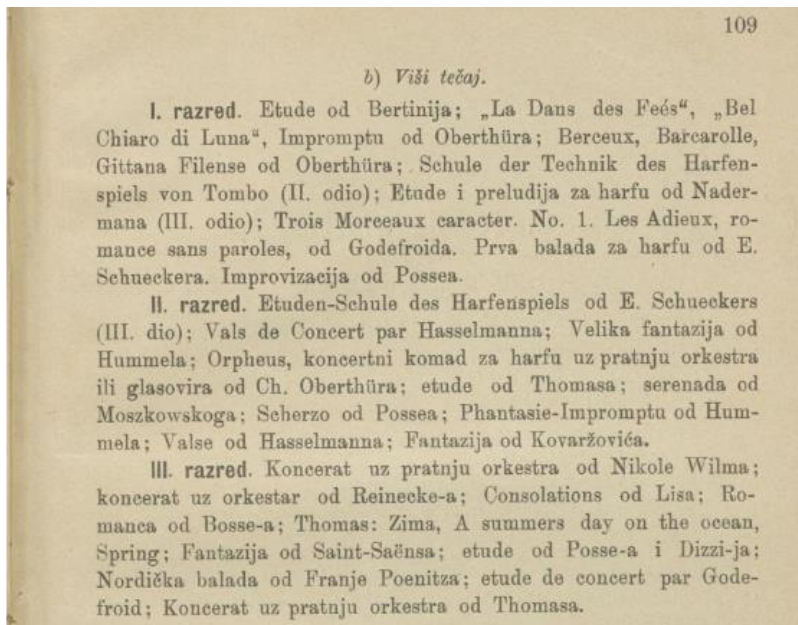 109
b) Viši tečaj.
I. razred. Etude od Bertinija; „La Dans des Feés“, „Bel
Chiaro di Luna“, Impromptu od Oberthüra; Berceux, Barcarolle,
Gittana Filense od Oberthüra; Schule der Technik des Harfen-
spiels von Tombo (II. odio); Etude i preludija za harfu od Nader-
mana (III. odio); Trois Morceaux caracter. No. 1. Les Adieux, ro-
mance sans paroles, od Godefroida. Prva balada za harfu od E.
Schueckera. Improvizacija od Possea.
II. razred. Etuden-Schule des Harfenspiels od E. Schueckers
(III. dio); Vals de Concert par Hasselmanna; Velika fantazija od
Hummela; Orpheus, koncertni komad za harfu uz pratnju orkestra
ili glasovira od Ch. Oberthüra; etude od Thomasa; serenada od
Moszkowskoga; Scherzo od Possea; Phantasie-Impromptu od Hum-
mela; Valse od Hasselmanna; Fantazija od Kovaržovića.
III. razred. Koncerat uz pratnju orkestra od Nikole Wilma;
koncerat uz orkestar od Reinecke-a; Consolations od Lisa; Ro-
manca od Bosse-a; Thomas: Zima, A summers day on the ocean,
Spring; Fantazija od Saint-Saënsa; etude od Posse-a i Dizzi-ja;
Nordička balada od Franje Poenitza; etude de concert par Gode-
froid; Koncerat uz pratnju orkestra od Thomasa.